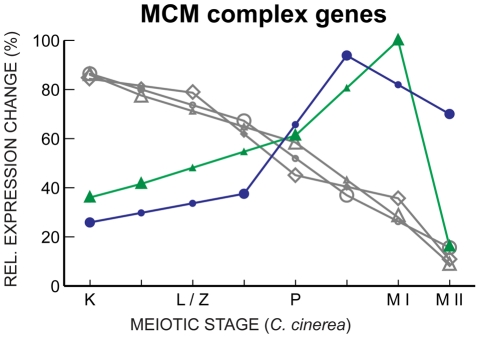 MCM complex genes
REL. EXPRESSION CHANGE (%)
100
80
60
40
20
0
K L / Z P M I M II
MEIOTIC STAGE (C. cinerea)